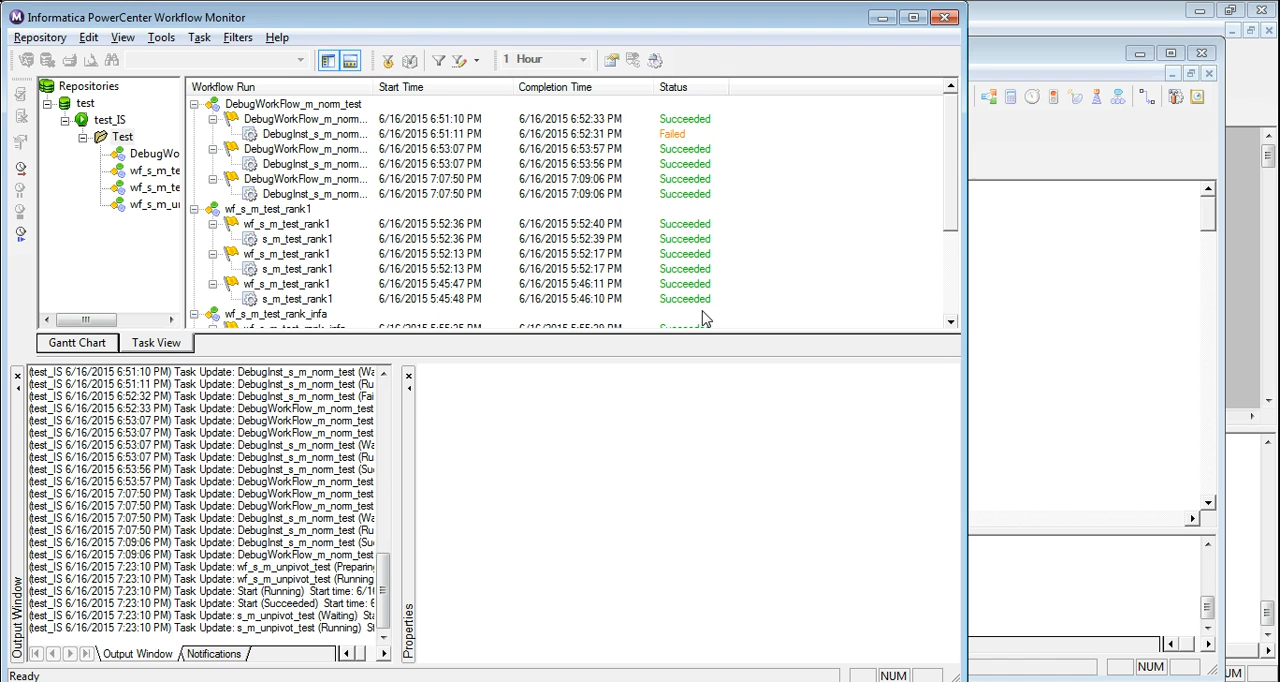 Informatica PowerCenter Workflow Monitor
Repository Edit View Tools Task Filters Help
1 Hour
Repositories
test
test_IS
Test
DebugWo
wf_s_m_te
wf_s_m_te
wf_s_m_ui
Workflow Run Start Time Completion Time Status
DebugWorkFlow_m_norm_test
DebugWorkFlow_m_norm... 6/16/2015 6:51:10 PM 6/16/2015 6:52:33 PM Succeeded
DebugInst_s_m_norm... 6/16/2015 6:51:11 PM 6/16/2015 6:52:31 PM Failed
DebugWorkFlow_m_norm... 6/16/2015 6:53:07 PM 6/16/2015 6:53:57 PM Succeeded
DebugInst_s_m_norm... 6/16/2015 6:53:07 PM 6/16/2015 6:53:56 PM Succeeded
DebugWorkFlow_m_norm... 6/16/2015 7:07:50 PM 6/16/2015 7:09:06 PM Succeeded
DebugInst_s_m_norm... 6/16/2015 7:07:50 PM 6/16/2015 7:09:06 PM Succeeded
wf_s_m_test_rank1
wf_s_m_test_rank1 6/16/2015 5:52:36 PM 6/16/2015 5:52:40 PM Succeeded
s_m_test_rank1 6/16/2015 5:52:36 PM 6/16/2015 5:52:39 PM Succeeded
wf_s_m_test_rank1 6/16/2015 5:52:13 PM 6/16/2015 5:52:17 PM Succeeded
s_m_test_rank1 6/16/2015 5:52:13 PM 6/16/2015 5:52:17 PM Succeeded
wf_s_m_test_rank1 6/16/2015 5:45:47 PM 6/16/2015 5:46:11 PM Succeeded
s_m_test_rank1 6/16/2015 5:45:48 PM 6/16/2015 5:46:10 PM Succeeded
wf_s_m_test_rank_infa
Gantt Chart Task View
(test_IS 6/16/2015 6:51:10 PM) Task Update: DebugInst_s_m_norm_test (Wa
(test_IS 6/16/2015 6:51:11 PM) Task Update: DebugInst_s_m_norm_test (Ru
(test_IS 6/16/2015 6:52:32 PM) Task Update: DebugInst_s_m_norm_test (Fai
(test_IS 6/16/2015 6:52:33 PM) Task Update: DebugWorkFlow_m_norm_test
(test_IS 6/16/2015 6:53:07 PM) Task Update: DebugWorkFlow_m_norm_test
(test_IS 6/16/2015 6:53:07 PM) Task Update: DebugWorkFlow_m_norm_test
(test_IS 6/16/2015 6:53:07 PM) Task Update: DebugInst_s_m_norm_test (Wa
(test_IS 6/16/2015 6:53:07 PM) Task Update: DebugInst_s_m_norm_test (Ru
(test_IS 6/16/2015 6:53:56 PM) Task Update: DebugInst_s_m_norm_test (Su
(test_IS 6/16/2015 6:53:57 PM) Task Update: DebugWorkFlow_m_norm_test
(test_IS 6/16/2015 7:07:50 PM) Task Update: DebugWorkFlow_m_norm_test
(test_IS 6/16/2015 7:07:50 PM) Task Update: DebugWorkFlow_m_norm_test
(test_IS 6/16/2015 7:07:50 PM) Task Update: DebugInst_s_m_norm_test (Wa
(test_IS 6/16/2015 7:07:50 PM) Task Update: DebugInst_s_m_norm_test (Ru
(test_IS 6/16/2015 7:09:06 PM) Task Update: DebugInst_s_m_norm_test (Su
(test_IS 6/16/2015 7:09:06 PM) Task Update: DebugWorkFlow_m_norm_test
(test_IS 6/16/2015 7:23:10 PM) Task Update: wf_s_m_unpivot_test (Preparin
(test_IS 6/16/2015 7:23:10 PM) Task Update: wf_s_m_unpivot_test (Running
(test_IS 6/16/2015 7:23:10 PM) Task Update: Start (Running) Start time: 6/16
(test_IS 6/16/2015 7:23:10 PM) Task Update: Start (Succeeded) Start time: 6
(test_IS 6/16/2015 7:23:10 PM) Task Update: s_m_unpivot_test (Waiting) Sta
(test_IS 6/16/2015 7:23:10 PM) Task Update: s_m_unpivot_test (Running) St
Output Window
Properties
Output Window Notifications
Ready NUM
NUM
UM